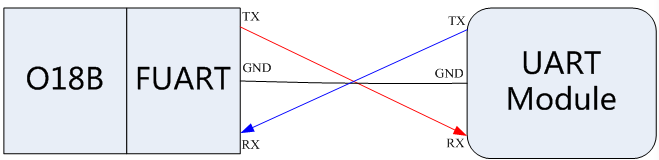 TX
TX
O18B
FUART
GND
GND
UART
Module
RX
RX